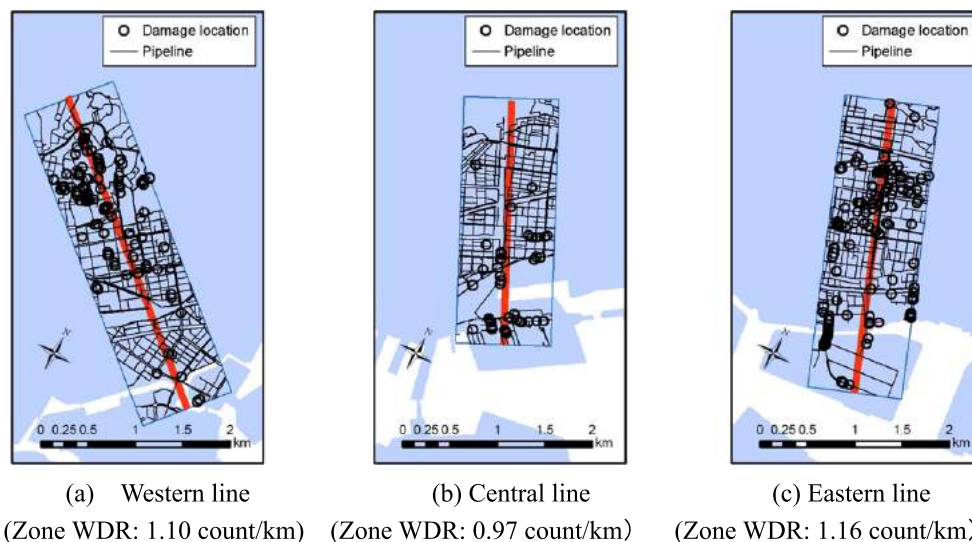 Damage location
Pipeline
Damage location
Pipeline
Damage location
Pipeline
N
N
N
0 0.25 0.5 1 1.5 2
km
0 0.25 0.5 1 1.5 2
km
0 0.25 0.5 1 1.5 2
km
(a) Western line
(b) Central line
(c) Eastern line
(Zone WDR: 1.10 count/km)
(Zone WDR: 0.97 count/km）
(Zone WDR: 1.16 count/km